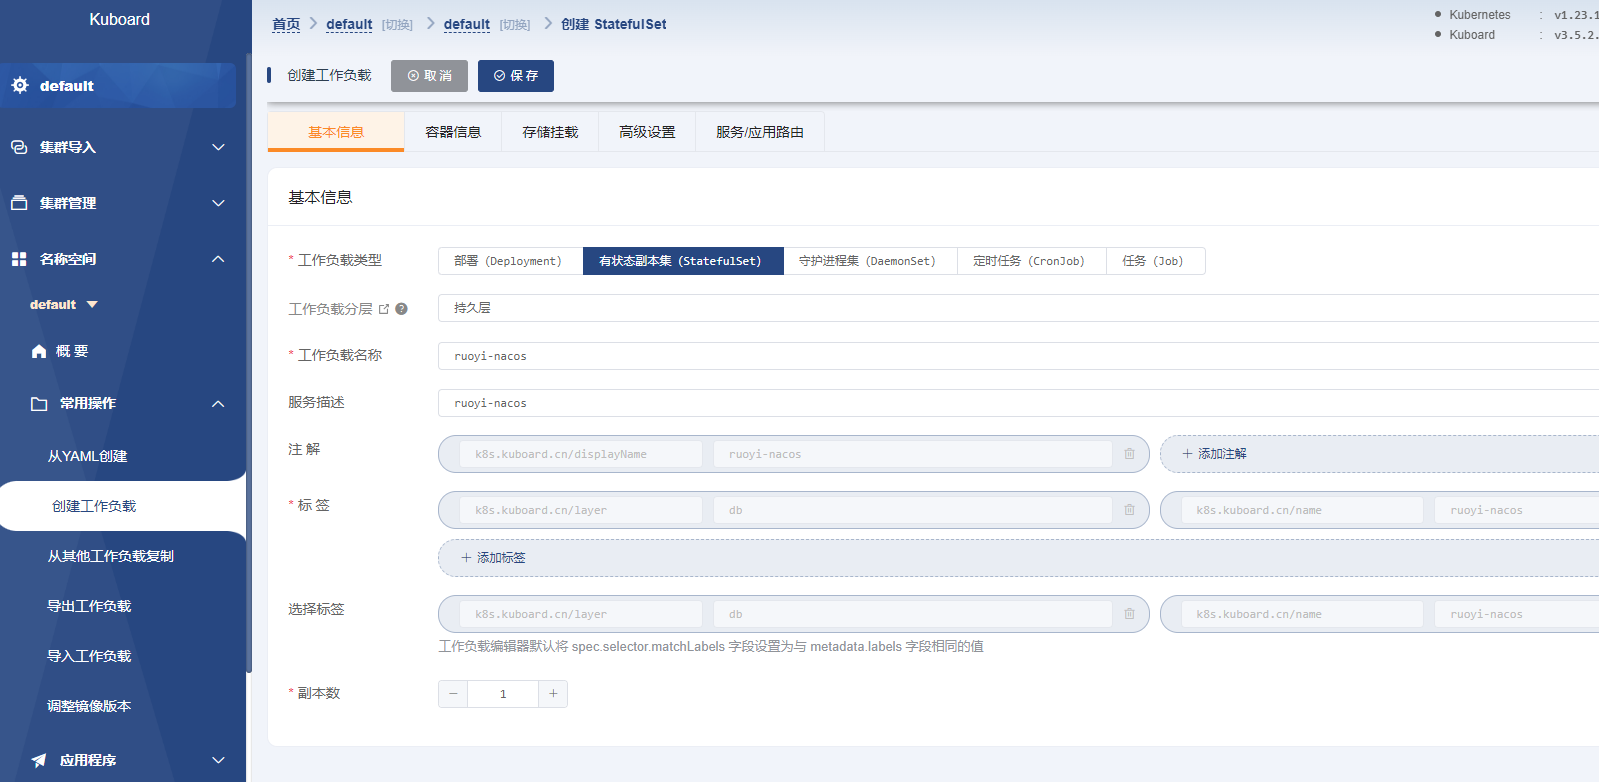 Kuboard
default
集群导入
集群管理
名称空间
default
概 要
常用操作
从YAML创建
创建工作负载
从其他工作负载复制
导出工作负载
导入工作负载
调整镜像版本
应用程序
首页 default [切换] default [切换] 创建 StatefulSet
Kubernetes : v1.23.1
Kuboard : v3.5.2.
创建工作负载 取 消 保 存
基本信息 容器信息 存储挂载 高级设置 服务/应用路由
基本信息
* 工作负载类型 部署 (Deployment) 有状态副本集 (StatefulSet) 守护进程集 (DaemonSet) 定时任务 (CronJob) 任务 (Job)
工作负载分层 ? 持久层
* 工作负载名称 ruoyi-nacos
服务描述 ruoyi-nacos
注 解 k8s.kuboard.cn/displayName ruoyi-nacos + 添加注解
* 标 签 k8s.kuboard.cn/layer db k8s.kuboard.cn/name ruoyi-nacos
+ 添加标签
选择标签 k8s.kuboard.cn/layer db k8s.kuboard.cn/name ruoyi-nacos
工作负载编辑器默认将 spec.selector.matchLabels 字段设置为与 metadata.labels 字段相同的值
* 副本数 − 1 +